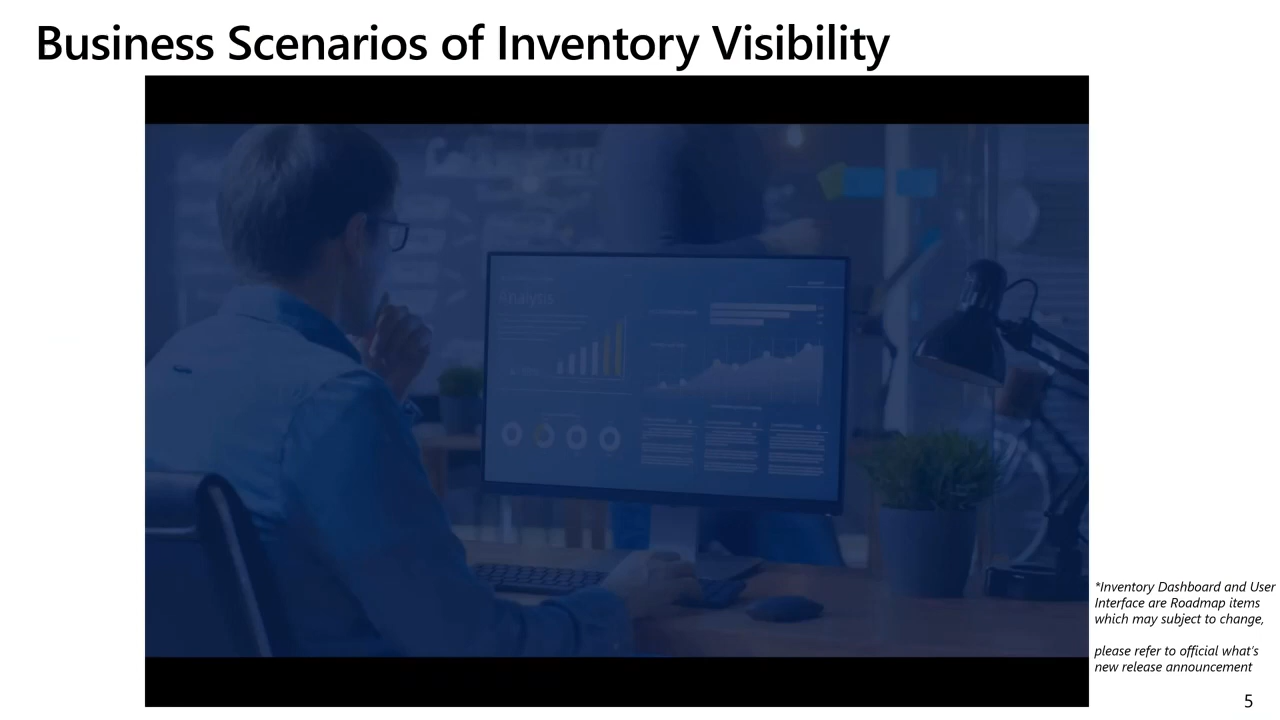 Business Scenarios of Inventory Visibility
Analytis
*Inventory Dashboard and User
Interface are Roadmap items
which may subject to change,
please refer to official what's
new release announcement
5